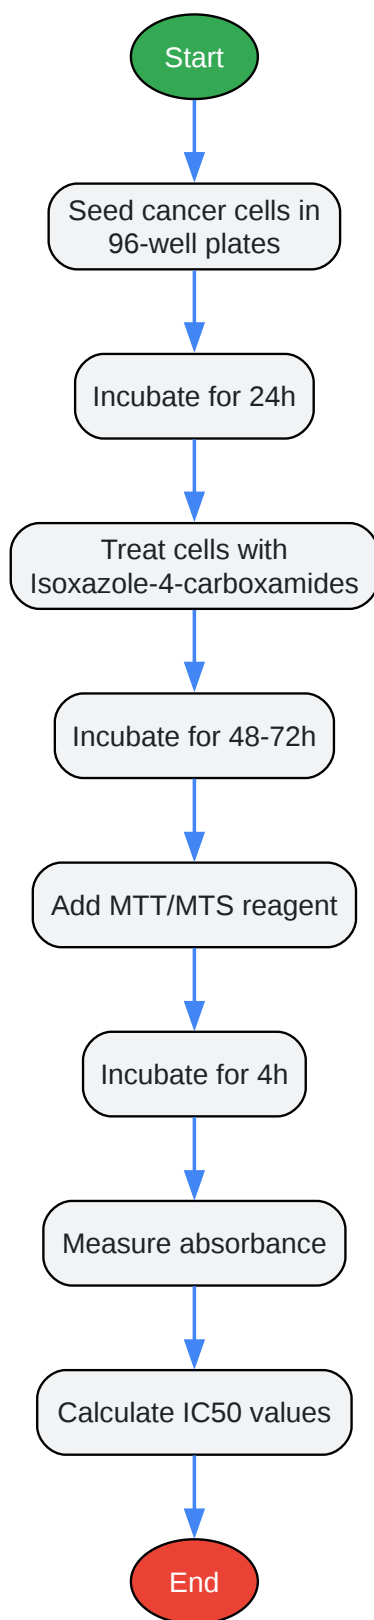 Start
Seed cancer cells in
96-well plates
Incubate for 24h
Treat cells with
Isoxazole-4-carboxamides
Incubate for 48-72h
Add MTT/MTS reagent
Incubate for 4h
Measure absorbance
Calculate IC50 values
End